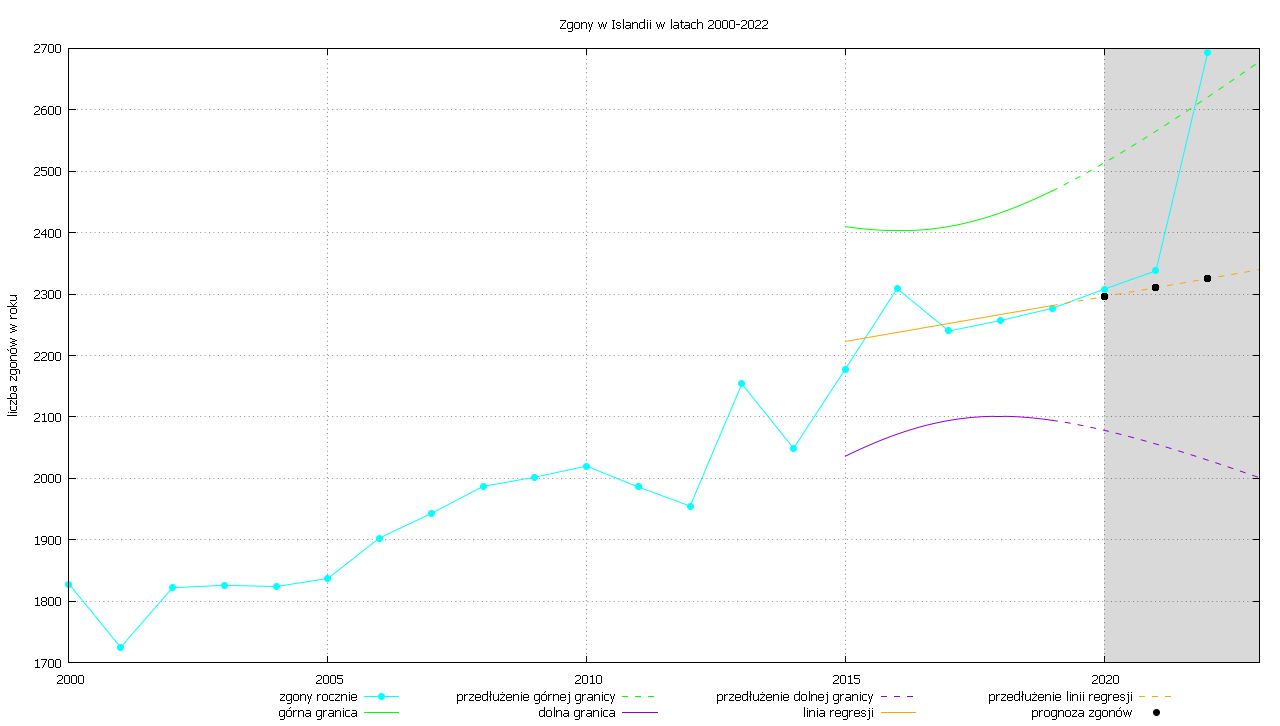 Zgony w Islandii w latach 2000-2022
liczba zgonów w roku
2700
2600
2500
2400
2300
2200
2100
2000
1900
1800
1700
2000 2005 2010 2015 2020
zgony rocznie przedłużenie górnej granicy przedłużenie dolnej granicy przedłużenie linii regresji
górna granica dolna granica linia regresji prognoza zgonów